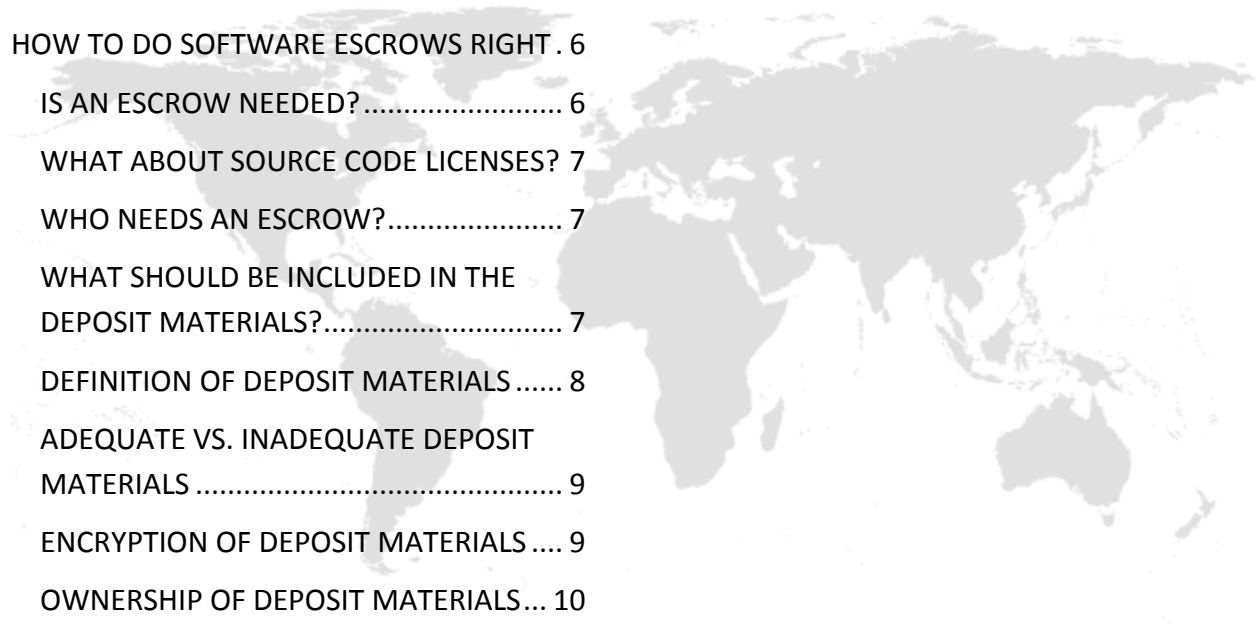 HOW TO DO SOFTWARE ESCROWS RIGHT . 6
IS AN ESCROW NEEDED?........................ 6
WHAT ABOUT SOURCE CODE LICENSES? 7
WHO NEEDS AN ESCROW?..................... 7
WHAT SHOULD BE INCLUDED IN THE
DEPOSIT MATERIALS?............................. 7
DEFINITION OF DEPOSIT MATERIALS ...... 8
ADEQUATE VS. INADEQUATE DEPOSIT
MATERIALS ............................................ 9
ENCRYPTION OF DEPOSIT MATERIALS .... 9
OWNERSHIP OF DEPOSIT MATERIALS... 10